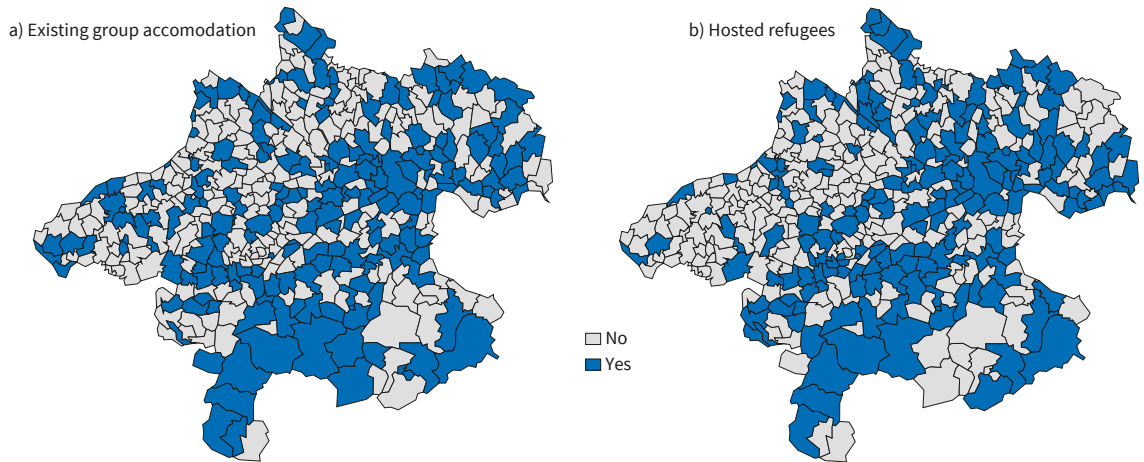 a) Existing group accomodation
b) Hosted refugees
No
Yes